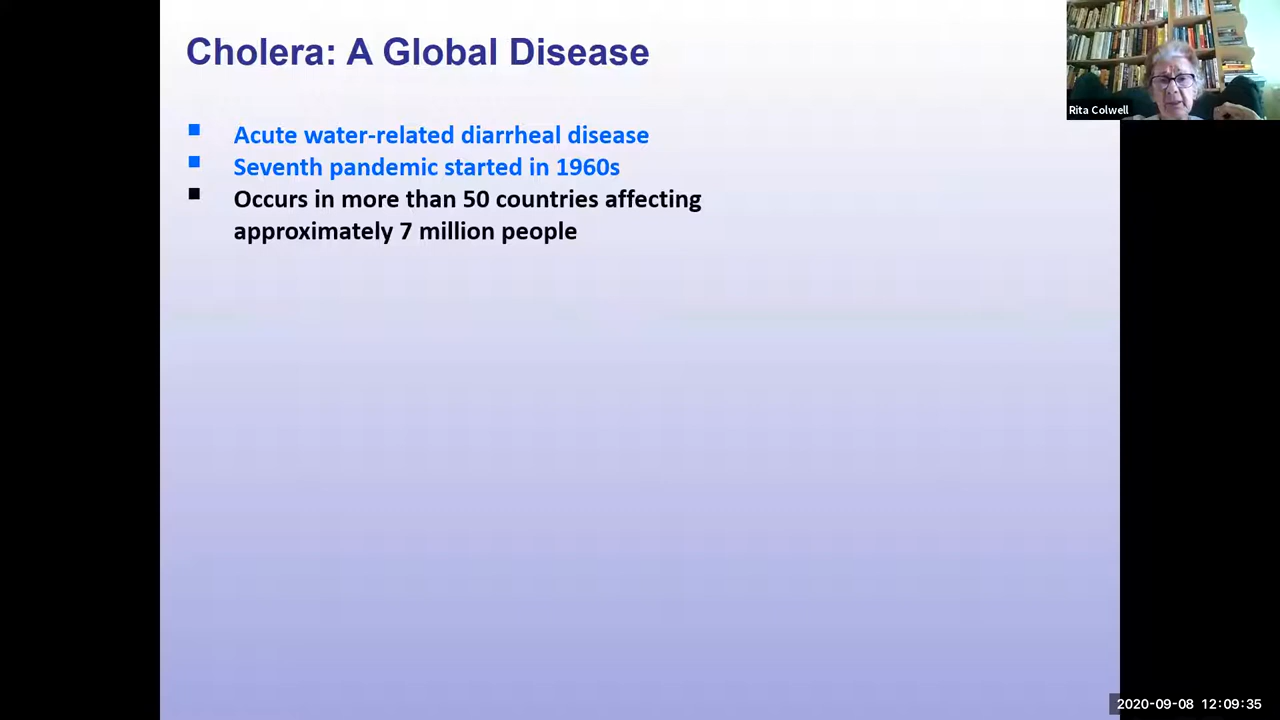 Cholera: A Global Disease
Rita Colwell
Acute water-related diarrheal disease
Seventh pandemic started in 1960s
Occurs in more than 50 countries affecting
approximately 7 million people
2020-09-08 12:09:35